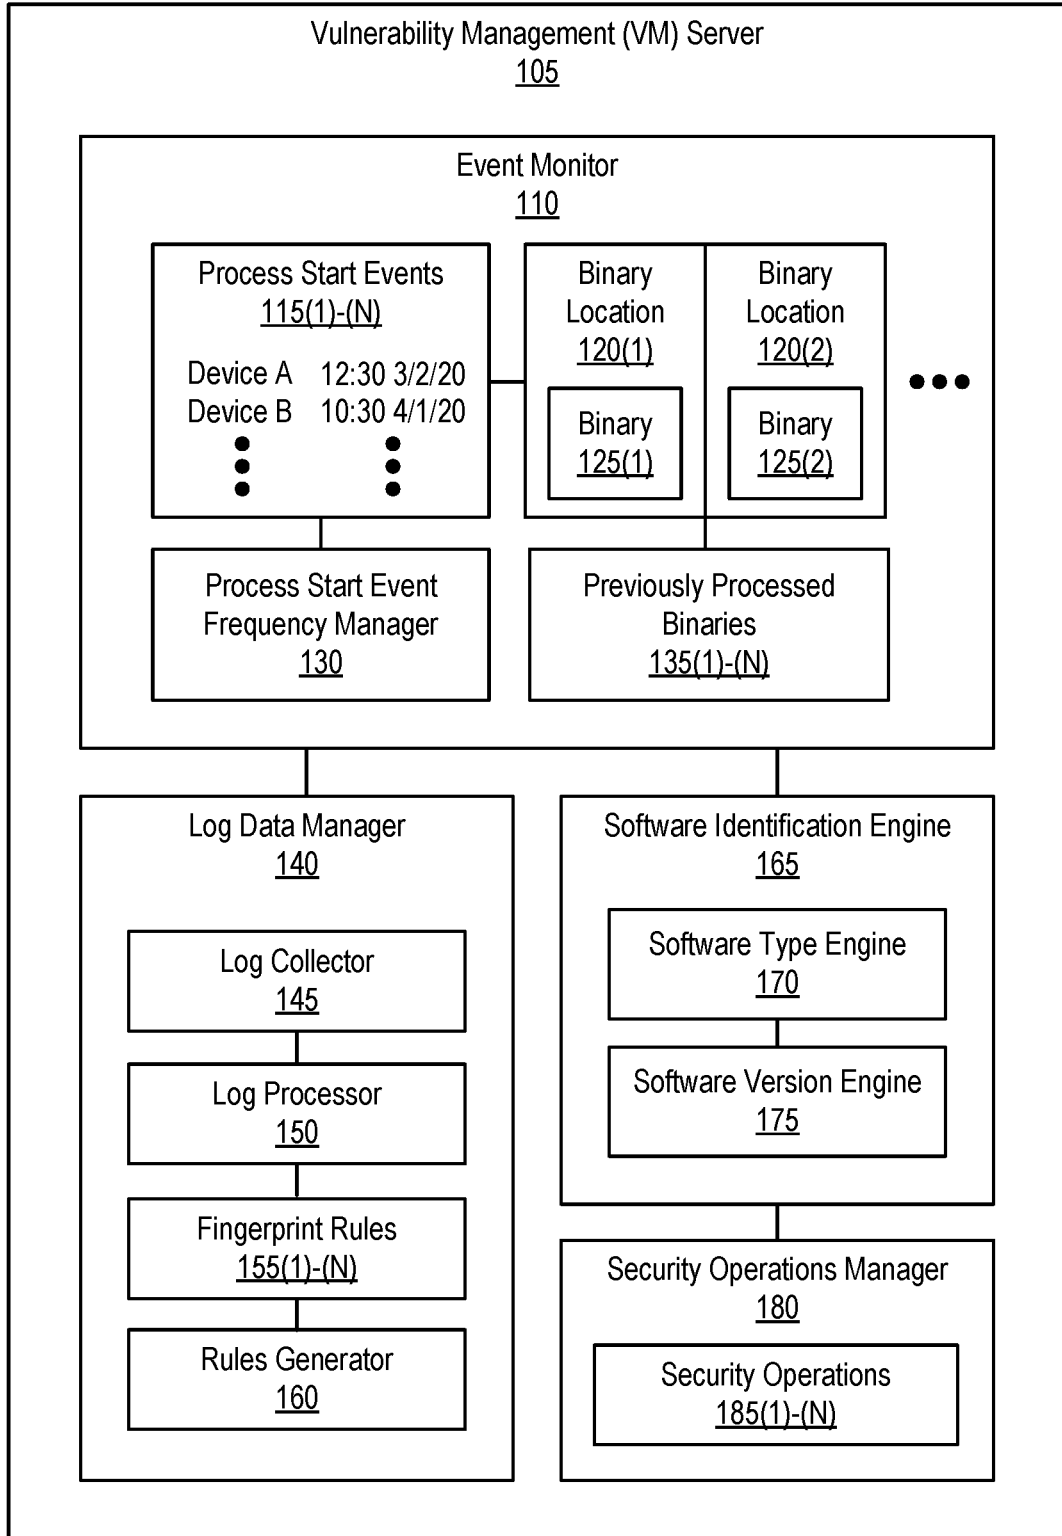 Vulnerability Management (VM) Server
105
Event Monitor
110
Process Start Events
115(1)-(N)
Device A 12:30 3/2/20
Device B 10:30 4/1/20
Binary
Location
120(1)
Binary
125(1)
Binary
Location
120(2)
Binary
125(2)
Process Start Event
Frequency Manager
130
Previously Processed
Binaries
135(1)-(N)
Log Data Manager
140
Log Collector
145
Log Processor
150
Fingerprint Rules
155(1)-(N)
Rules Generator
160
Software Identification Engine
165
Software Type Engine
170
Software Version Engine
175
Security Operations Manager
180
Security Operations
185(1)-(N)